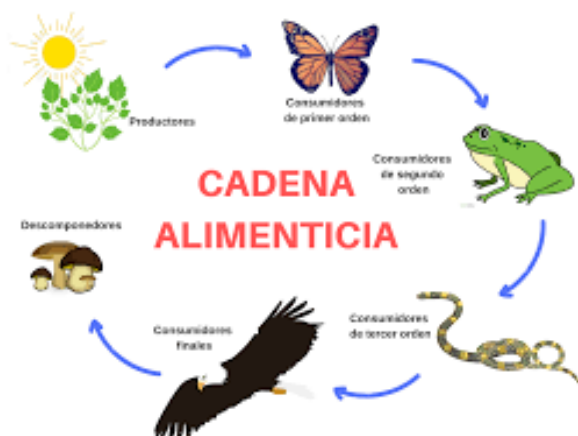 Productores
Consumidores
de primer orden
Consumidores
de segundo
orden
CADENA
ALIMENTICIA
Descomponedores
Consumidores
de tercer orden
Consumidores
finales